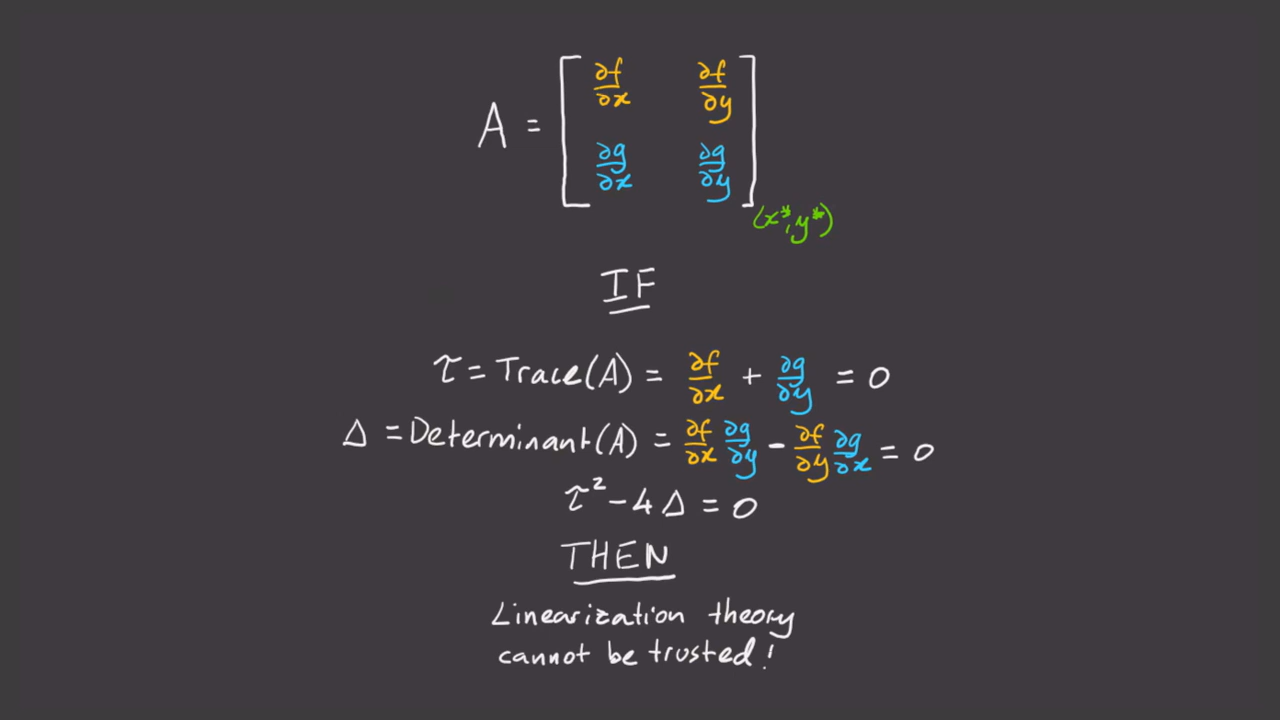 A = [ ∂f/∂x ∂f/∂y
∂g/∂x ∂g/∂y ] (x*, y*)
IF
τ = Trace(A) = ∂f/∂x + ∂g/∂y = 0
Δ = Determinant(A) = ∂f/∂x ∂g/∂y - ∂f/∂y ∂g/∂x = 0
τ² - 4Δ = 0
THEN
Linearization theory
cannot be trusted!